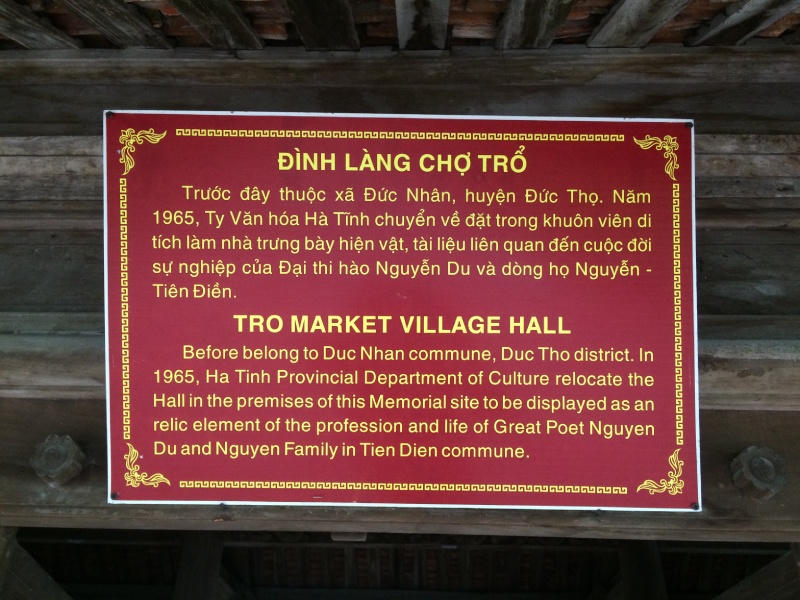 ĐÌNH LÀNG CHỢ TRỔ
Trước đây thuộc xã Đức Nhân, huyện Đức Thọ. Năm
1965, Ty Văn hóa Hà Tĩnh chuyển về đặt trong khuôn viên di
tích làm nhà trưng bày hiện vật, tài liệu liên quan đến cuộc đời
sự nghiệp của Đại thi hào Nguyễn Du và dòng họ Nguyễn -
Tiên Điền.
TRO MARKET VILLAGE HALL
Before belong to Duc Nhan commune, Duc Tho district. In
1965, Ha Tinh Provincial Department of Culture relocate the
Hall in the premises of this Memorial site to be displayed as an
relic element of the profession and life of Great Poet Nguyen
Du and Nguyen Family in Tien Dien commune.